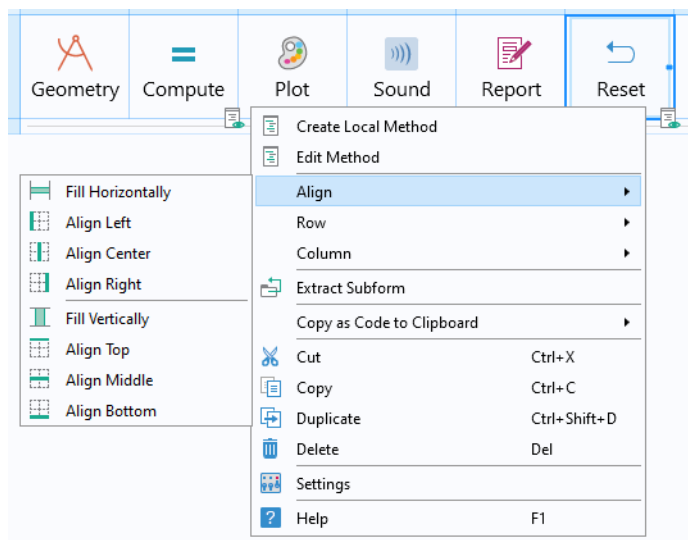 Geometry
Compute
Plot
Sound
Report
Reset
Create Local Method
Edit Method
Align
Row
Column
Extract Subform
Copy as Code to Clipboard
Cut Ctrl+X
Copy Ctrl+C
Duplicate Ctrl+Shift+D
Delete Del
Settings
? Help F1
Fill Horizontally
Align Left
Align Center
Align Right
Fill Vertically
Align Top
Align Middle
Align Bottom